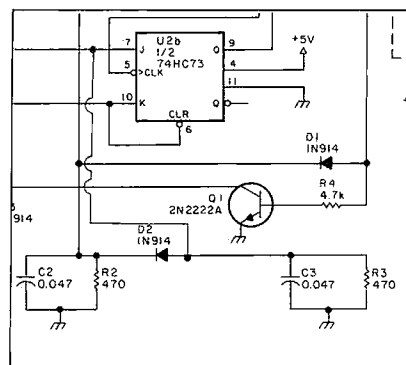 U2b
1/2
74HC73
7
J
Q
9
+5V
5
CLK
4
11
10
K
Q
CLR
6
D1
1N914
R4
4.7k
Q1
2N2222A
914
D2
1N914
C2
0.047
R2
470
C3
0.047
R3
470